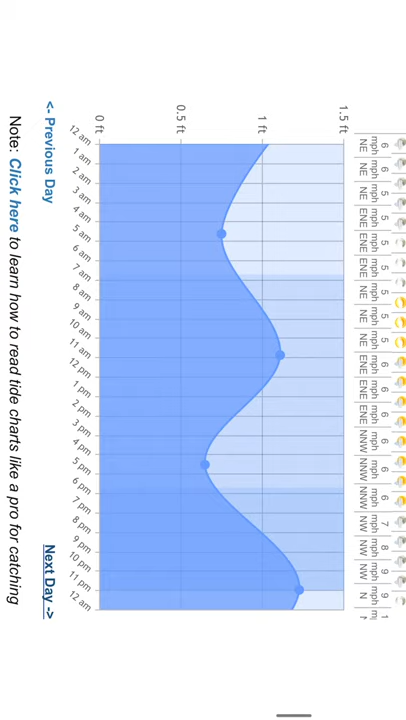 6 mph NE
6 mph NE
5 mph NE
5 mph ENE
5 mph ENE
5 mph ENE
5 mph NE
5 mph NE
5 mph NE
6 mph ENE
6 mph ENE
6 mph ENE
6 mph NNW
6 mph NNW
6 mph NNW
7 mph NW
8 mph NW
9 mph NW
9 mph N
1.5 ft
1 ft
0.5 ft
0 ft
12 am
1 am
2 am
3 am
4 am
5 am
6 am
7 am
8 am
9 am
10 am
11 am
12 pm
1 pm
2 pm
3 pm
4 pm
5 pm
6 pm
7 pm
8 pm
9 pm
10 pm
11 pm
12 am
<- Previous Day
Next Day ->
Note: Click here to learn how to read tide charts like a pro for catching